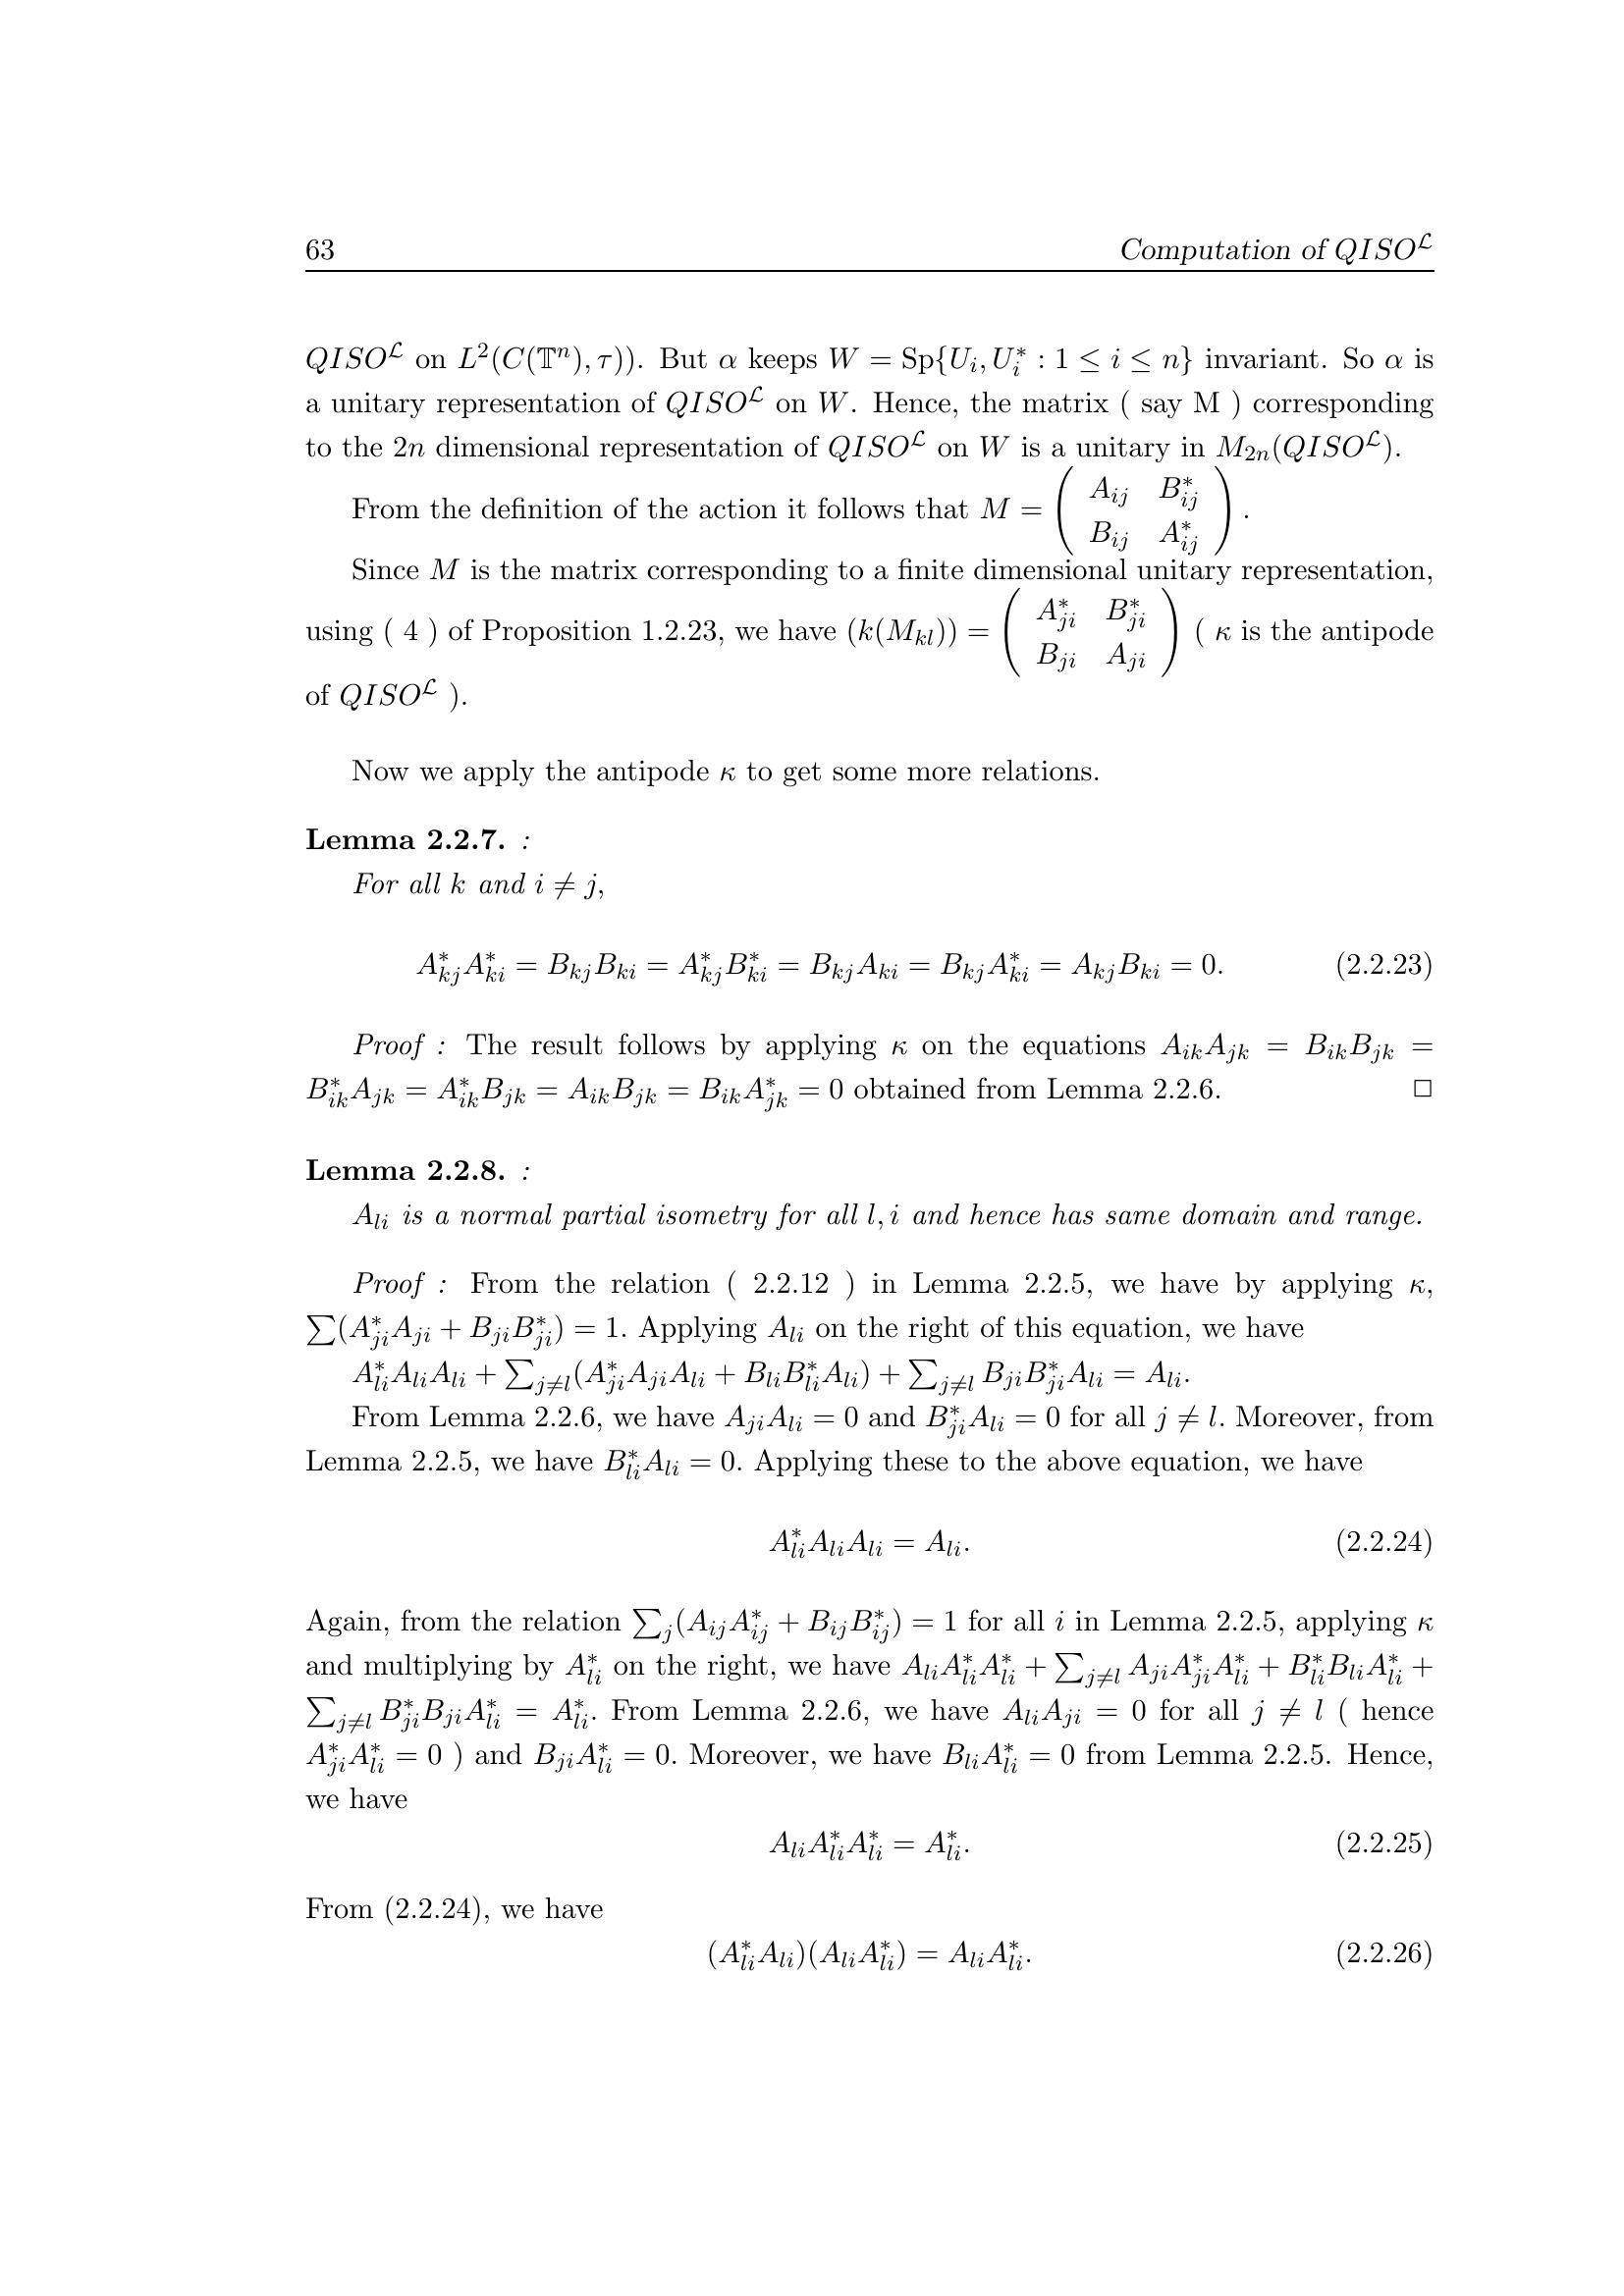 63 Computation of $QISO^{\mathcal{L}}$
$QISO^{\mathcal{L}}$ on $L^2(C(\mathbb{T}^n), \tau))$. But $\alpha$ keeps $W = \mathrm{Sp}\{U_i, U_i^* : 1 \leq i \leq n\}$ invariant. So $\alpha$ is
a unitary representation of $QISO^{\mathcal{L}}$ on $W$. Hence, the matrix ( say M ) corresponding
to the $2n$ dimensional representation of $QISO^{\mathcal{L}}$ on $W$ is a unitary in $M_{2n}(QISO^{\mathcal{L}})$.
From the definition of the action it follows that $M = \begin{pmatrix} A_{ij} & B_{ij}^* \\ B_{ij} & A_{ij}^* \end{pmatrix}$.
Since $M$ is the matrix corresponding to a finite dimensional unitary representation,
using ( 4 ) of Proposition 1.2.23, we have $(k(M_{kl})) = \begin{pmatrix} A_{ji}^* & B_{ji}^* \\ B_{ji} & A_{ji} \end{pmatrix}$ ( $\kappa$ is the antipode
of $QISO^{\mathcal{L}}$ ).
Now we apply the antipode $\kappa$ to get some more relations.
Lemma 2.2.7. :
For all $k$ and $i \neq j$,
$A_{kj}^* A_{ki}^* = B_{kj} B_{ki} = A_{kj}^* B_{ki}^* = B_{kj} A_{ki} = B_{kj} A_{ki}^* = A_{kj} B_{ki} = 0.$ (2.2.23)
Proof : The result follows by applying $\kappa$ on the equations $A_{ik} A_{jk} = B_{ik} B_{jk} =$
$B_{ik}^* A_{jk} = A_{ik}^* B_{jk} = A_{ik} B_{jk} = B_{ik} A_{jk}^* = 0$ obtained from Lemma 2.2.6. □
Lemma 2.2.8. :
$A_{li}$ is a normal partial isometry for all $l, i$ and hence has same domain and range.
Proof : From the relation ( 2.2.12 ) in Lemma 2.2.5, we have by applying $\kappa$,
$\sum (A_{ji}^* A_{ji} + B_{ji} B_{ji}^*) = 1$. Applying $A_{li}$ on the right of this equation, we have
$A_{li}^* A_{li} A_{li} + \sum_{j \neq l} (A_{ji}^* A_{ji} A_{li} + B_{li} B_{li}^* A_{li}) + \sum_{j \neq l} B_{ji} B_{ji}^* A_{li} = A_{li}.$
From Lemma 2.2.6, we have $A_{ji} A_{li} = 0$ and $B_{ji}^* A_{li} = 0$ for all $j \neq l$. Moreover, from
Lemma 2.2.5, we have $B_{li}^* A_{li} = 0$. Applying these to the above equation, we have
$A_{li}^* A_{li} A_{li} = A_{li}.$ (2.2.24)
Again, from the relation $\sum_j (A_{ij} A_{ij}^* + B_{ij} B_{ij}^*) = 1$ for all $i$ in Lemma 2.2.5, applying $\kappa$
and multiplying by $A_{li}^*$ on the right, we have $A_{li} A_{li}^* A_{li}^* + \sum_{j \neq l} A_{ji} A_{ji}^* A_{li}^* + B_{li}^* B_{li} A_{li}^* +$
$\sum_{j \neq l} B_{ji}^* B_{ji} A_{li}^* = A_{li}^*$. From Lemma 2.2.6, we have $A_{li} A_{ji} = 0$ for all $j \neq l$ ( hence
$A_{ji}^* A_{li}^* = 0$ ) and $B_{ji} A_{li}^* = 0$. Moreover, we have $B_{li} A_{li}^* = 0$ from Lemma 2.2.5. Hence,
we have
$A_{li} A_{li}^* A_{li}^* = A_{li}^*.$ (2.2.25)
From (2.2.24), we have
$(A_{li}^* A_{li})(A_{li} A_{li}^*) = A_{li} A_{li}^*.$ (2.2.26)